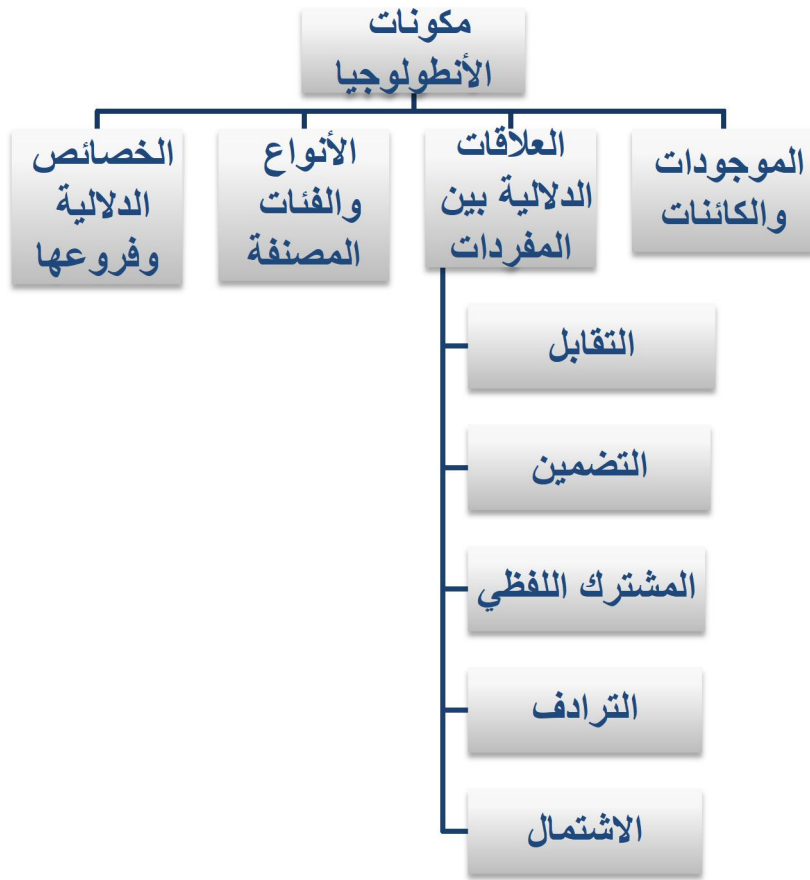 مكونات
الأنطولوجيا
الموجودات
والكائنات
العلاقات
الدلالية بين
المفردات
الأنواع
والفئات
المصنفة
الخصائص
الدلالية
وفروعها
التقابل
التضمين
المشترك اللفظي
الترادف
الاشتمال